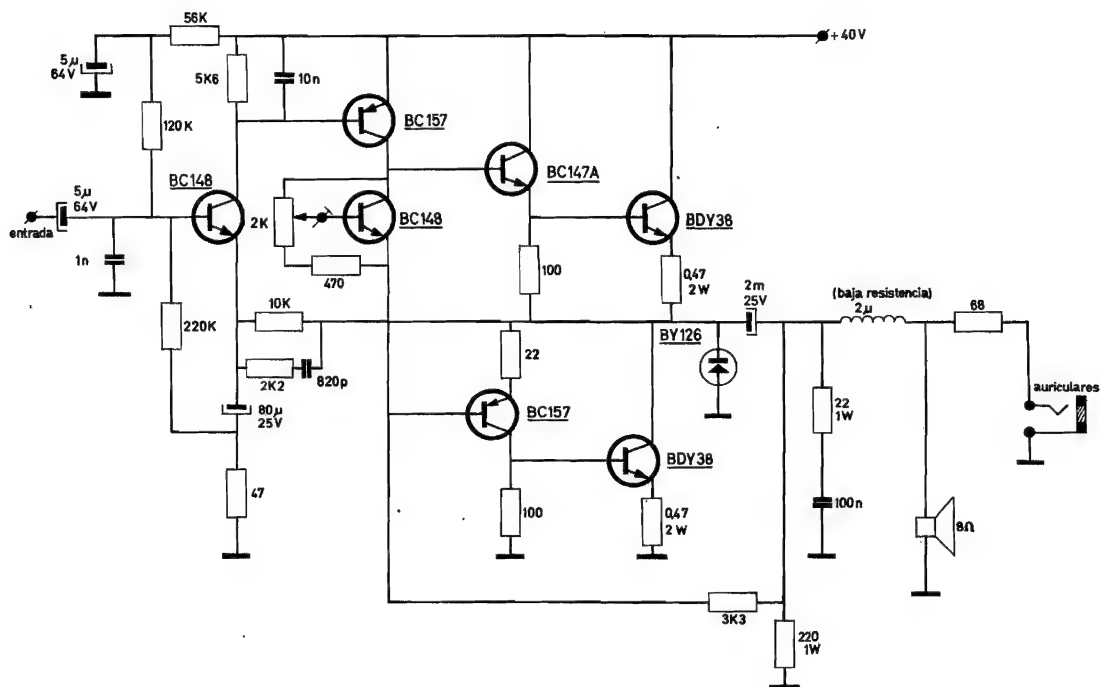 56K
+40V
5µ
64V
5K6
10n
BC157
120K
BC147A
BC148
5µ
64V
2K
BC148
BDY38
entrada
1n
470
100
0,47
2W
2m
25V
(baja resistencia)
2µ
68
10K
220K
BY126
22
2K2
820p
auriculares
80µ
25V
BC157
22
1W
BDY38
47
100
0,47
2W
100n
8Ω
3K3
220
1W